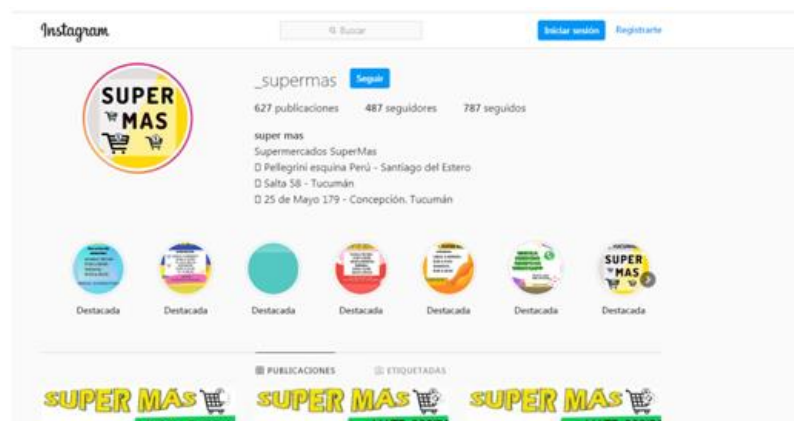 Instagram
Buscar
Iniciar sesión
Registrarte
SUPER
MAS
_supermas
Seguir
627 publicaciones 487 seguidores 787 seguidos
super mas
Supermercados SuperMas
Pellegrini esquina Perú - Santiago del Estero
Salta 58 - Tucumán
25 de Mayo 179 - Concepción. Tucumán
SUPER
MAS
Destacada Destacada Destacada Destacada Destacada Destacada Destacada
PUBLICACIONES ETIQUETADAS
SUPER MÁS SUPER MÁS SUPER MÁS